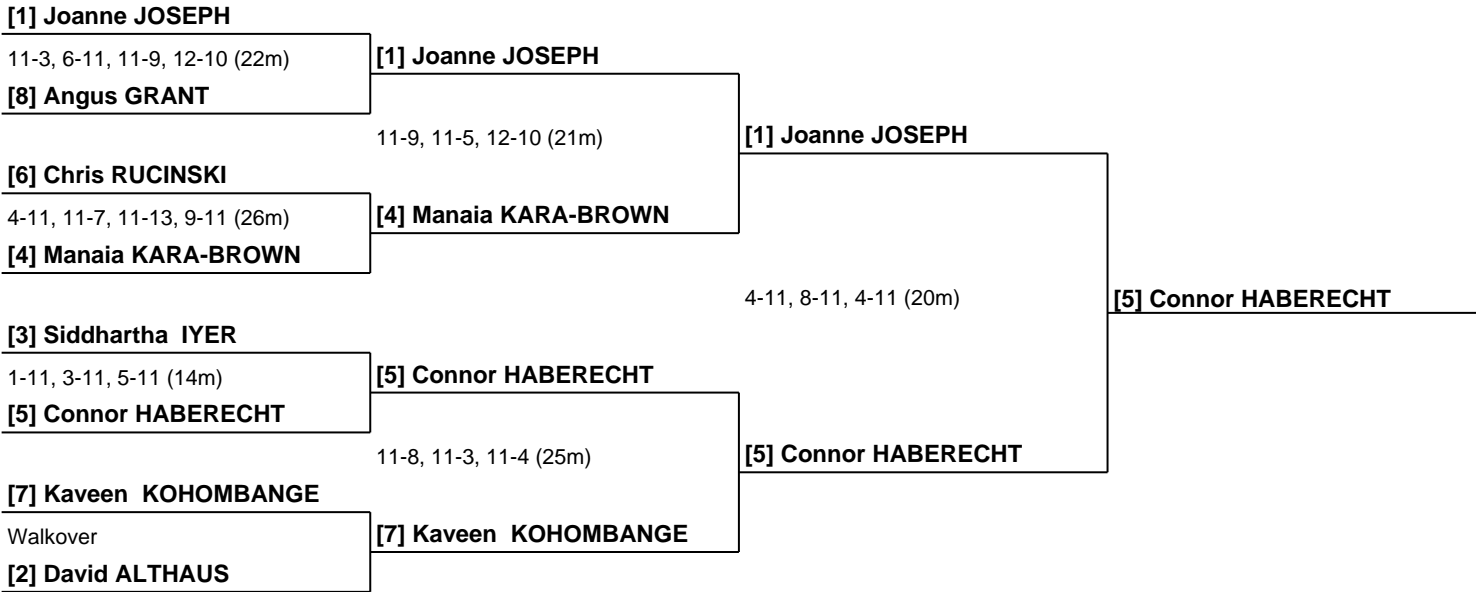 [1] Joanne JOSEPH
11-3, 6-11, 11-9, 12-10 (22m)
[1] Joanne JOSEPH
[8] Angus GRANT
11-9, 11-5, 12-10 (21m)
[1] Joanne JOSEPH
[6] Chris RUCINSKI
4-11, 11-7, 11-13, 9-11 (26m)
[4] Manaia KARA-BROWN
[4] Manaia KARA-BROWN
4-11, 8-11, 4-11 (20m)
[5] Connor HABERECHT
[3] Siddhartha IYER
1-11, 3-11, 5-11 (14m)
[5] Connor HABERECHT
[5] Connor HABERECHT
11-8, 11-3, 11-4 (25m)
[5] Connor HABERECHT
[7] Kaveen KOHOMBANGE
Walkover
[7] Kaveen KOHOMBANGE
[2] David ALTHAUS